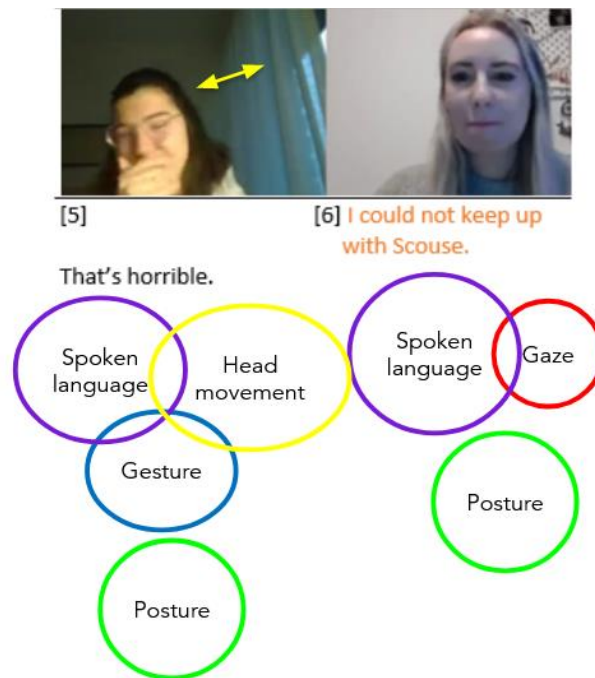 [5]
[6] I could not keep up
with Scouse.
That's horrible.
Spoken
language
Head
movement
Gesture
Posture
Spoken
language
Gaze
Posture